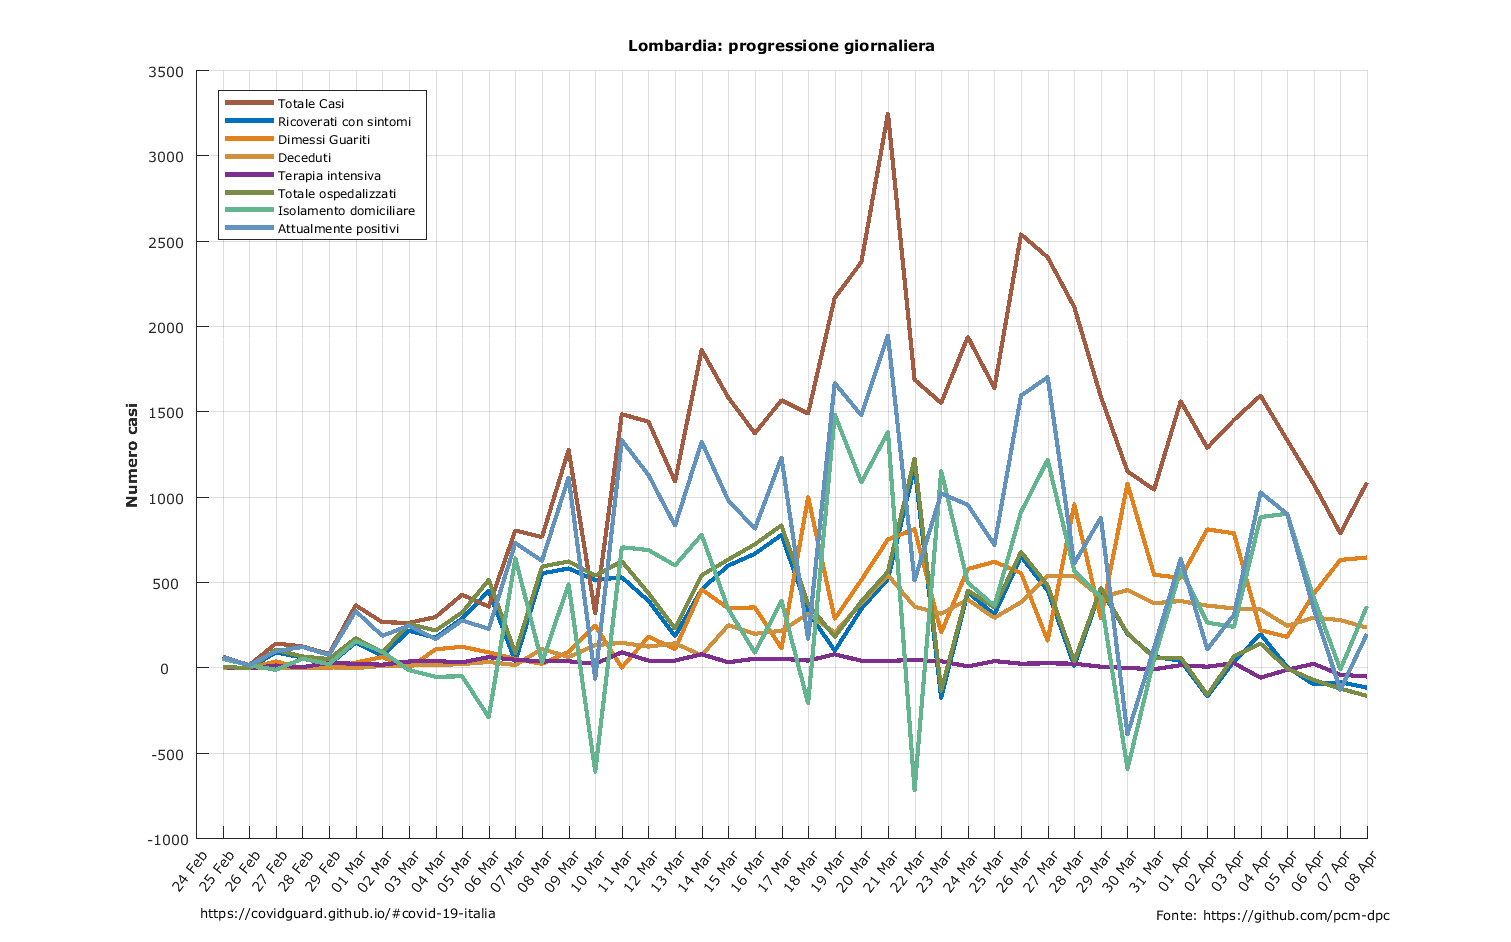 Lombardia: progressione giornaliera
3500
3000
2500
2000
1500
1000
500
0
-500
-1000
Numero casi
Totale Casi
Ricoverati con sintomi
Dimessi Guariti
Deceduti
Terapia intensiva
Totale ospedalizzati
Isolamento domiciliare
Attualmente positivi
24 Feb
25 Feb
26 Feb
27 Feb
28 Feb
29 Feb
01 Mar
02 Mar
03 Mar
04 Mar
05 Mar
06 Mar
07 Mar
08 Mar
09 Mar
10 Mar
11 Mar
12 Mar
13 Mar
14 Mar
15 Mar
16 Mar
17 Mar
18 Mar
19 Mar
20 Mar
21 Mar
22 Mar
23 Mar
24 Mar
25 Mar
26 Mar
27 Mar
28 Mar
29 Mar
30 Mar
31 Mar
01 Apr
02 Apr
03 Apr
04 Apr
05 Apr
06 Apr
07 Apr
08 Apr
https://covidguard.github.io/#covid-19-italia
Fonte: https://github.com/pcm-dpc